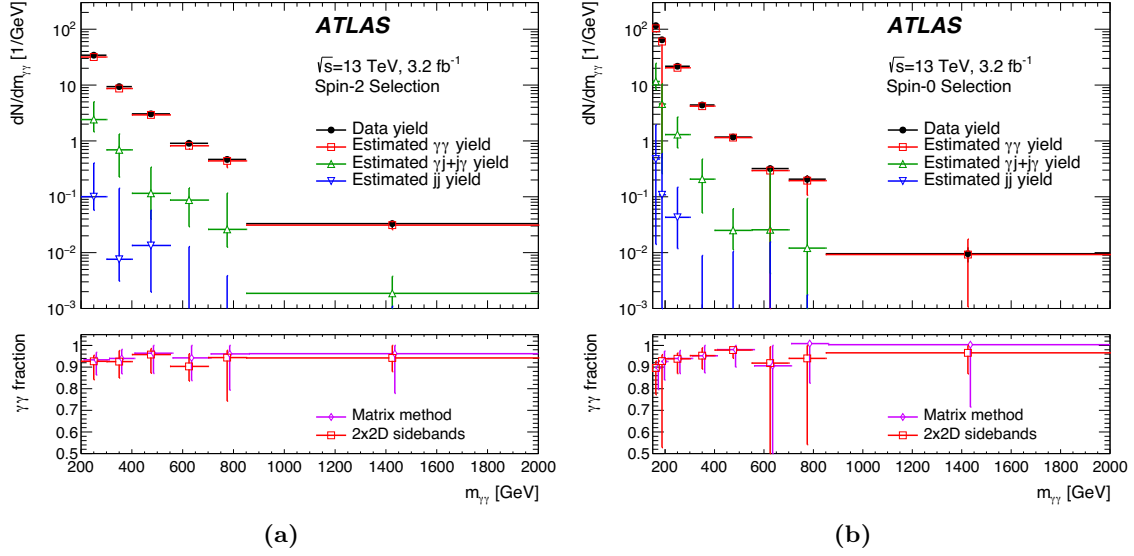 dN/dm_γγ [1/GeV]
10²
10
1
10⁻¹
10⁻²
10⁻³
ATLAS
√s=13 TeV, 3.2 fb⁻¹
Spin-2 Selection
Data yield
Estimated γγ yield
Estimated γj+jγ yield
Estimated jj yield
γγ fraction
1
0.9
0.8
0.7
0.6
0.5
Matrix method
2x2D sidebands
200 400 600 800 1000 1200 1400 1600 1800 2000
m_γγ [GeV]
(a)
dN/dm_γγ [1/GeV]
10²
10
1
10⁻¹
10⁻²
10⁻³
ATLAS
√s=13 TeV, 3.2 fb⁻¹
Spin-0 Selection
Data yield
Estimated γγ yield
Estimated γj+jγ yield
Estimated jj yield
γγ fraction
1
0.9
0.8
0.7
0.6
0.5
Matrix method
2x2D sidebands
200 400 600 800 1000 1200 1400 1600 1800 2000
m_γγ [GeV]
(b)